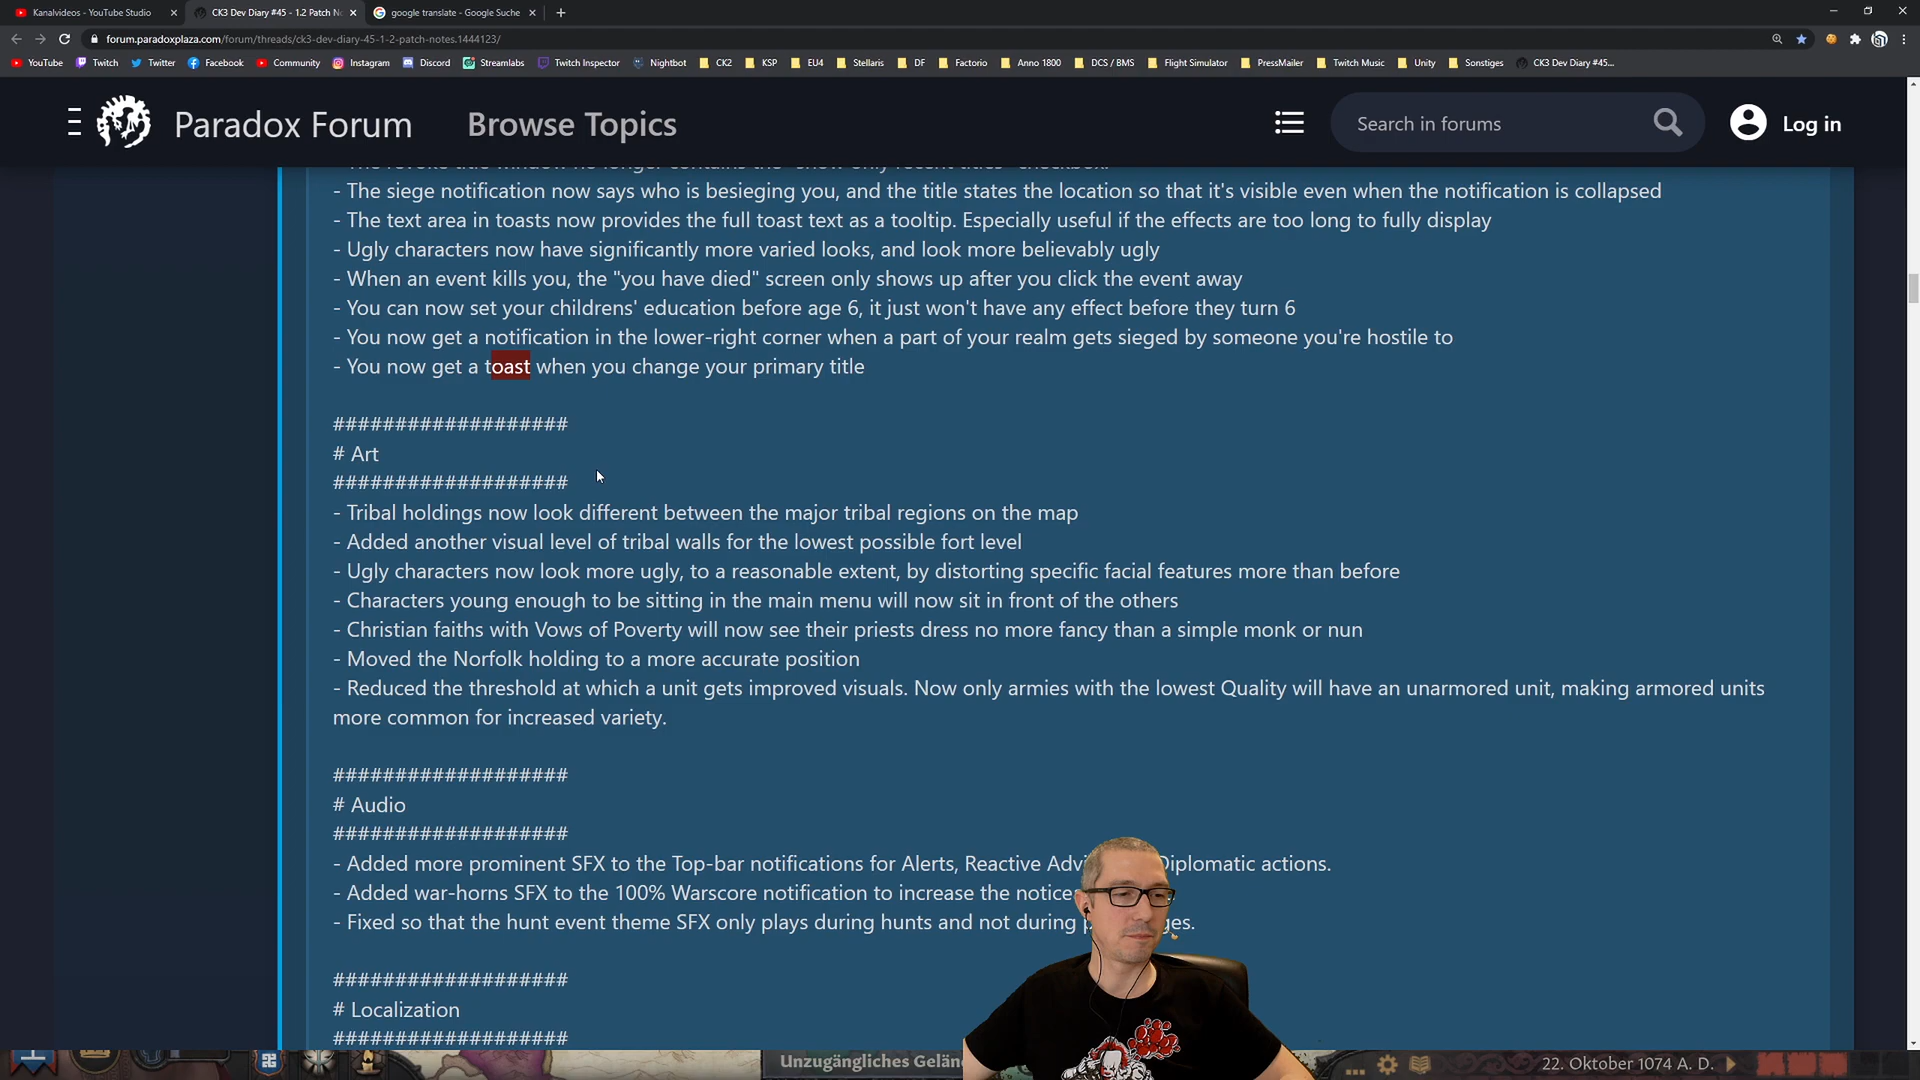 Kanalvideos - YouTube Studio
CK3 Dev Diary #45 - 1.2 Patch N
google translate - Google Suche
forum.paradoxplaza.com/forum/threads/ck3-dev-diary-45-1-2-patch-notes.1444123/
YouTube Twitch Twitter Facebook Community Instagram Discord Streamlabs Twitch Inspector Nightbot CK2 KSP EU4 Stellaris DF Factorio Anno 1800 DCS / BMS Flight Simulator PressMailer Twitch Music Unity Sonstiges CK3 Dev Diary #45...
Paradox Forum Browse Topics Search in forums Log in
- The revoke title window no longer contains the "show only recent titles" checkbox.
- The siege notification now says who is besieging you, and the title states the location so that it's visible even when the notification is collapsed
- The text area in toasts now provides the full toast text as a tooltip. Especially useful if the effects are too long to fully display
- Ugly characters now have significantly more varied looks, and look more believably ugly
- When an event kills you, the "you have died" screen only shows up after you click the event away
- You can now set your childrens' education before age 6, it just won't have any effect before they turn 6
- You now get a notification in the lower-right corner when a part of your realm gets sieged by someone you're hostile to
- You now get a toast when you change your primary title
###################
# Art
###################
- Tribal holdings now look different between the major tribal regions on the map
- Added another visual level of tribal walls for the lowest possible fort level
- Ugly characters now look more ugly, to a reasonable extent, by distorting specific facial features more than before
- Characters young enough to be sitting in the main menu will now sit in front of the others
- Christian faiths with Vows of Poverty will now see their priests dress no more fancy than a simple monk or nun
- Moved the Norfolk holding to a more accurate position
- Reduced the threshold at which a unit gets improved visuals. Now only armies with the lowest Quality will have an unarmored unit, making armored units
more common for increased variety.
###################
# Audio
###################
- Added more prominent SFX to the Top-bar notifications for Alerts, Reactive Advi Diplomatic actions.
- Added war-horns SFX to the 100% Warscore notification to increase the notice
- Fixed so that the hunt event theme SFX only plays during hunts and not during p ges.
###################
# Localization
###################
Unzugängliches Gelän
22. Oktober 1074 A. D.